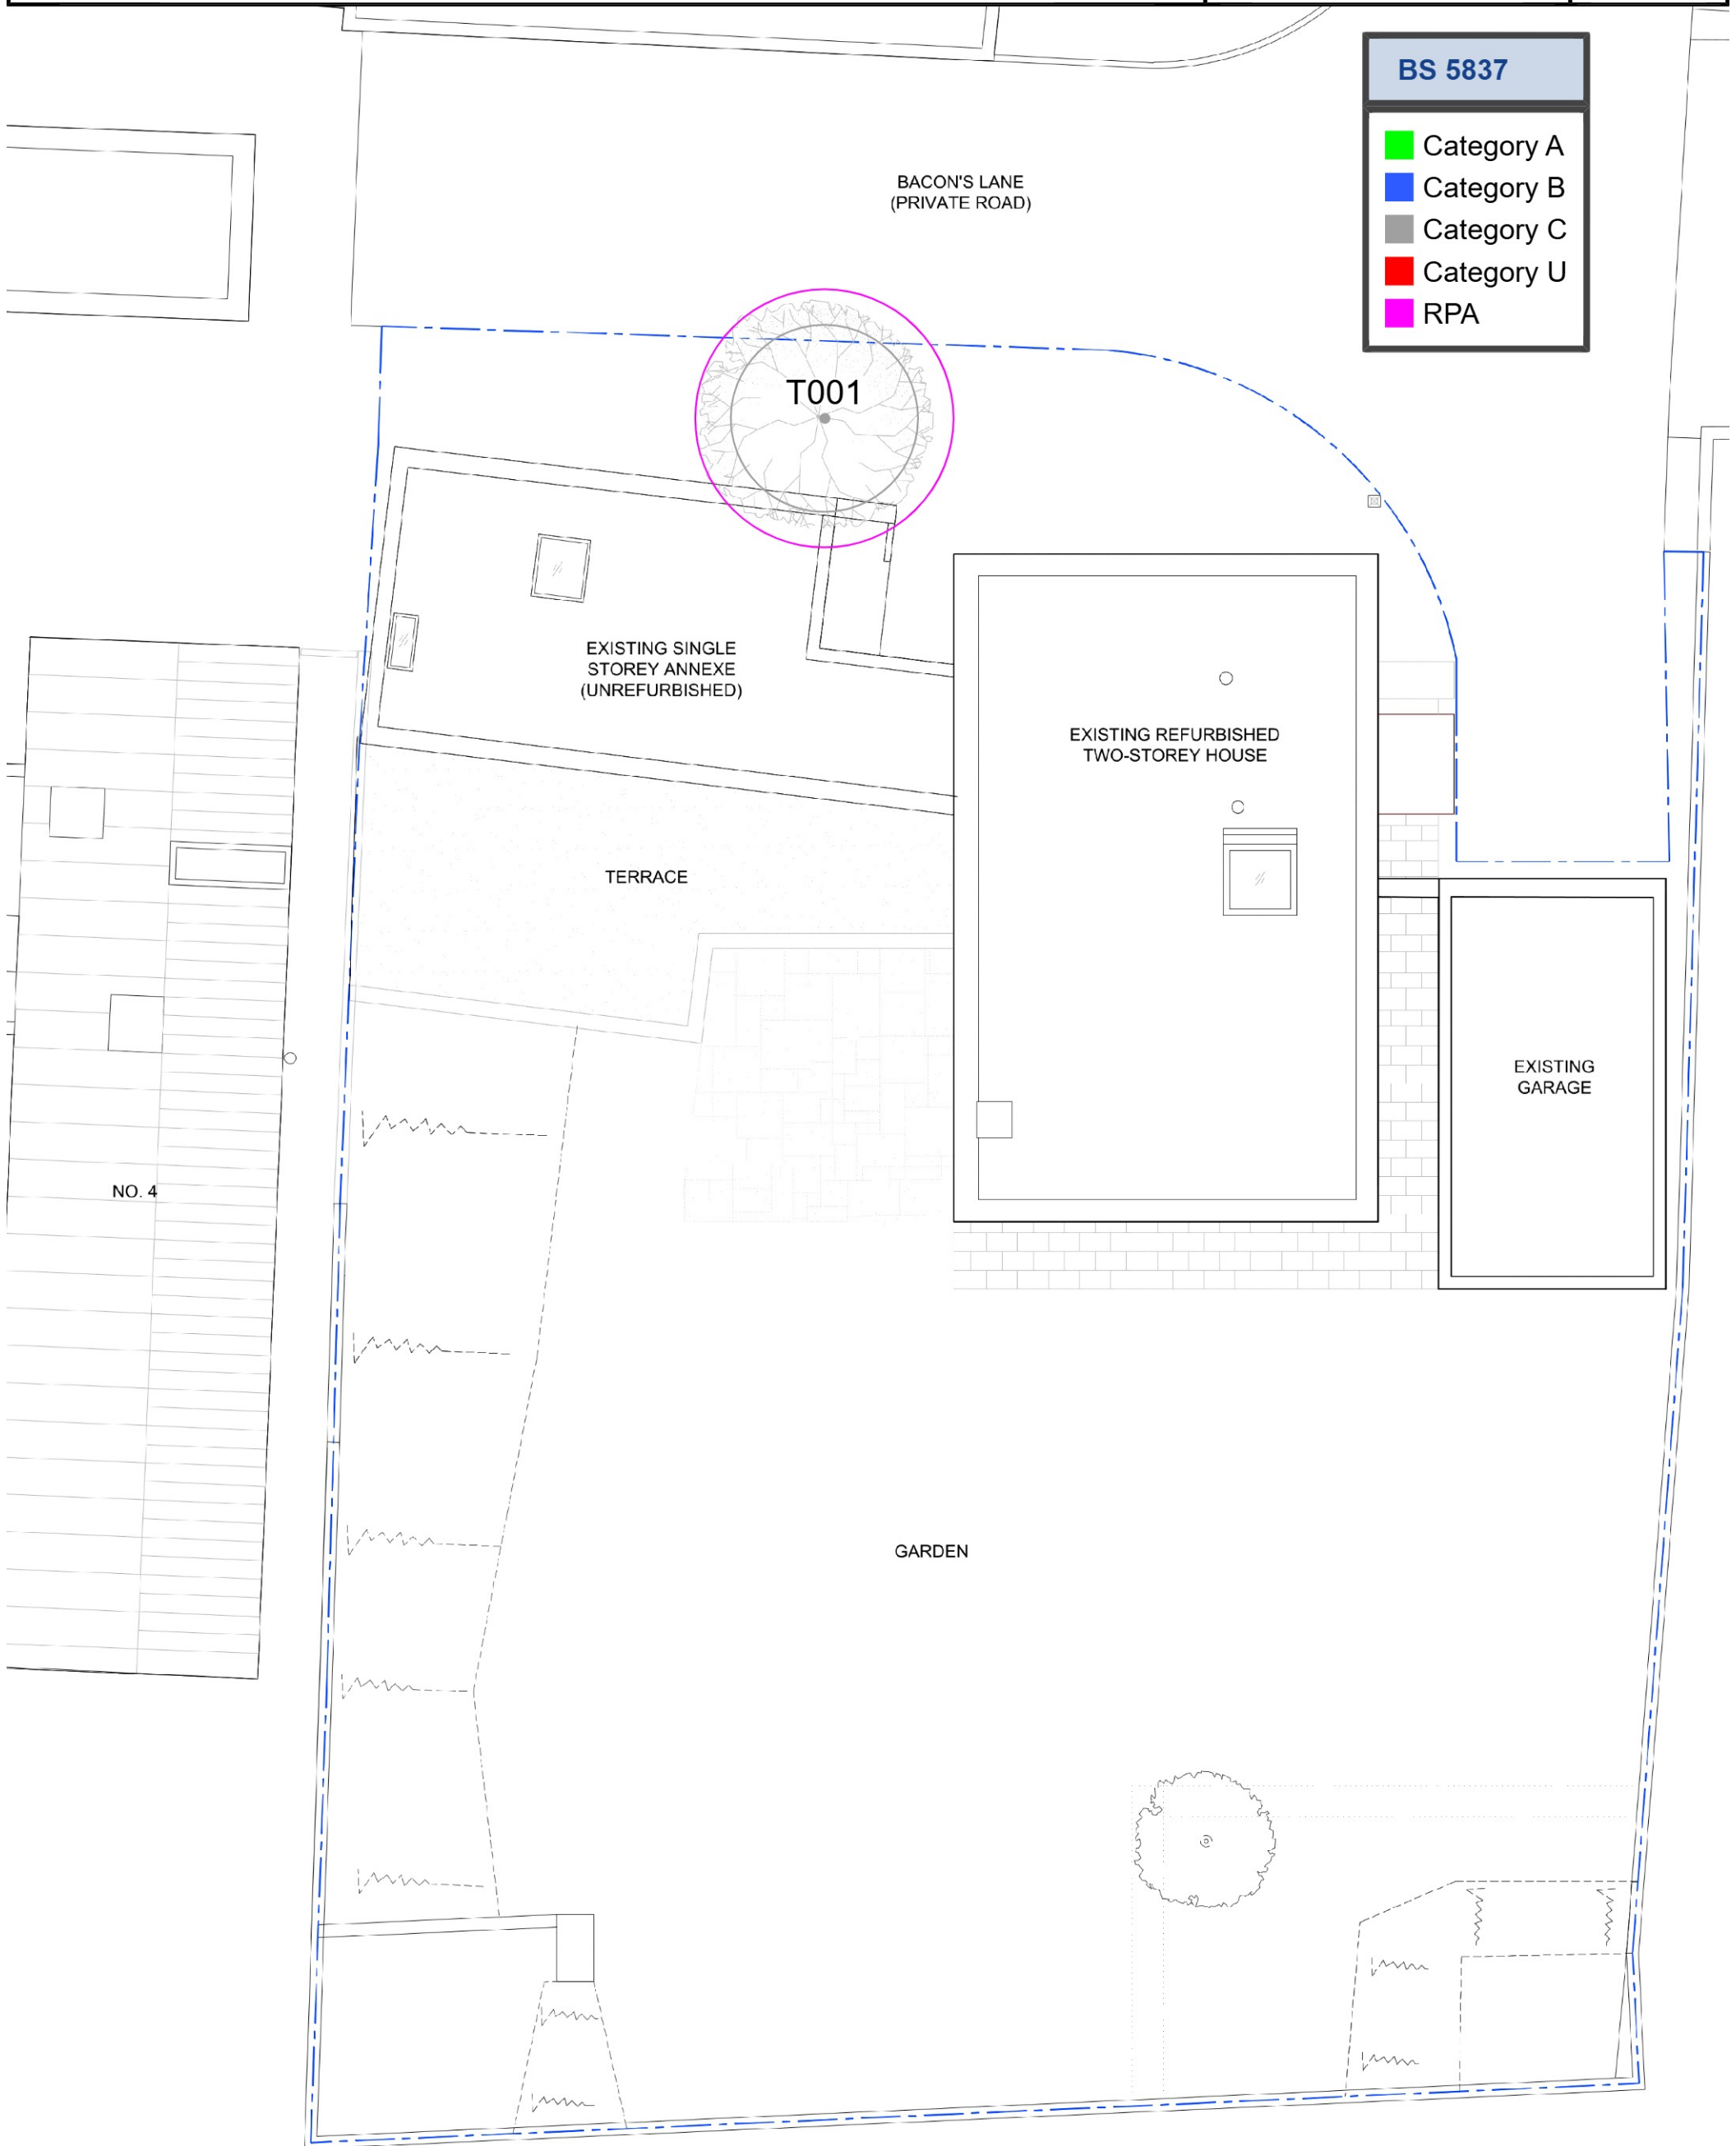 BS 5837
Category A
Category B
Category C
Category U
RPA
BACON'S LANE
(PRIVATE ROAD)
T001
EXISTING SINGLE
STOREY ANNEXE
(UNREFURBISHED)
EXISTING REFURBISHED
TWO-STOREY HOUSE
TERRACE
EXISTING
GARAGE
NO. 4
GARDEN